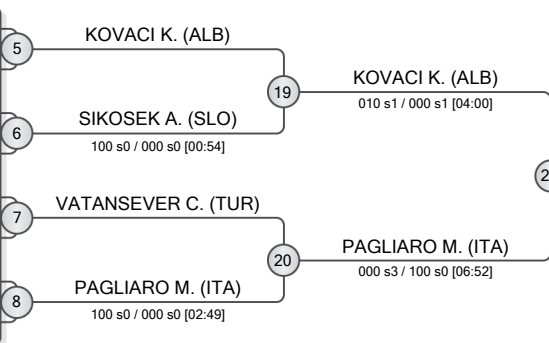 5
KOVACI K. (ALB)
19
KOVACI K. (ALB)
010 s1 / 000 s1 [04:00]
6
SIKOSEK A. (SLO)
100 s0 / 000 s0 [00:54]
7
VATANSEVER C. (TUR)
20
PAGLIARO M. (ITA)
000 s3 / 100 s0 [06:52]
8
PAGLIARO M. (ITA)
100 s0 / 000 s0 [02:49]